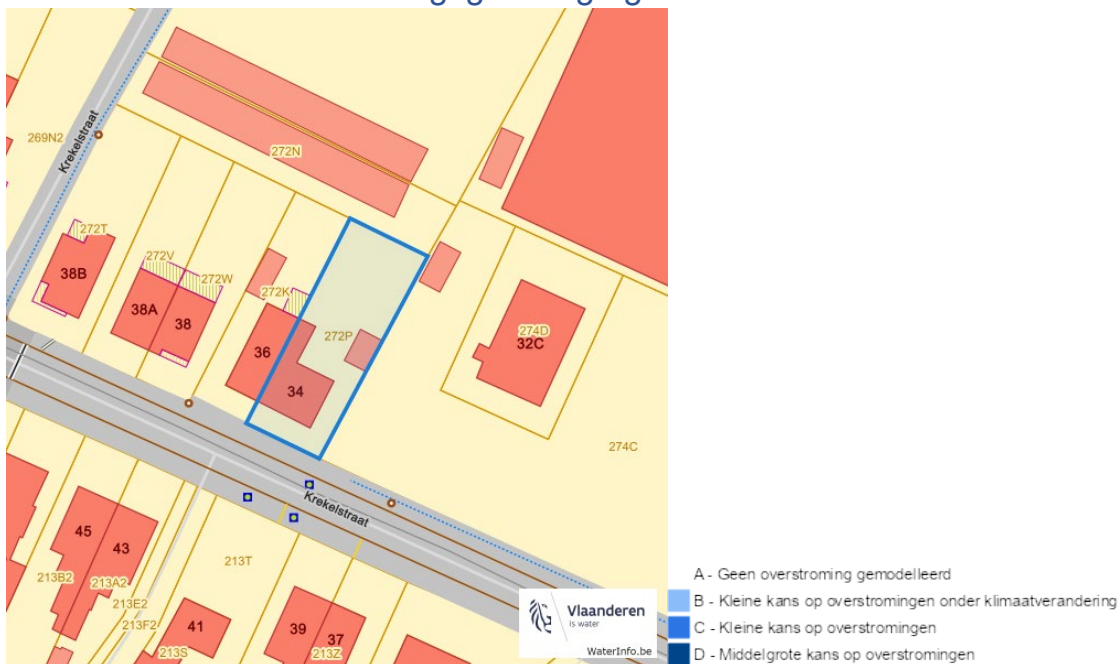 Krekelstraat
269N2
272N
272T
38B
272V
272W
38A
38
272K
36
272P
34
274D
32C
274C
Krekelstraat
45
43
213T
213B2
213A2
213E2
213F2
41
39
37
213S
213Z
Vlaanderen
is water
WaterInfo.be
A - Geen overstroming gemodelleerd
B - Kleine kans op overstromingen onder klimaatverandering
C - Kleine kans op overstromingen
D - Middelgrote kans op overstromingen